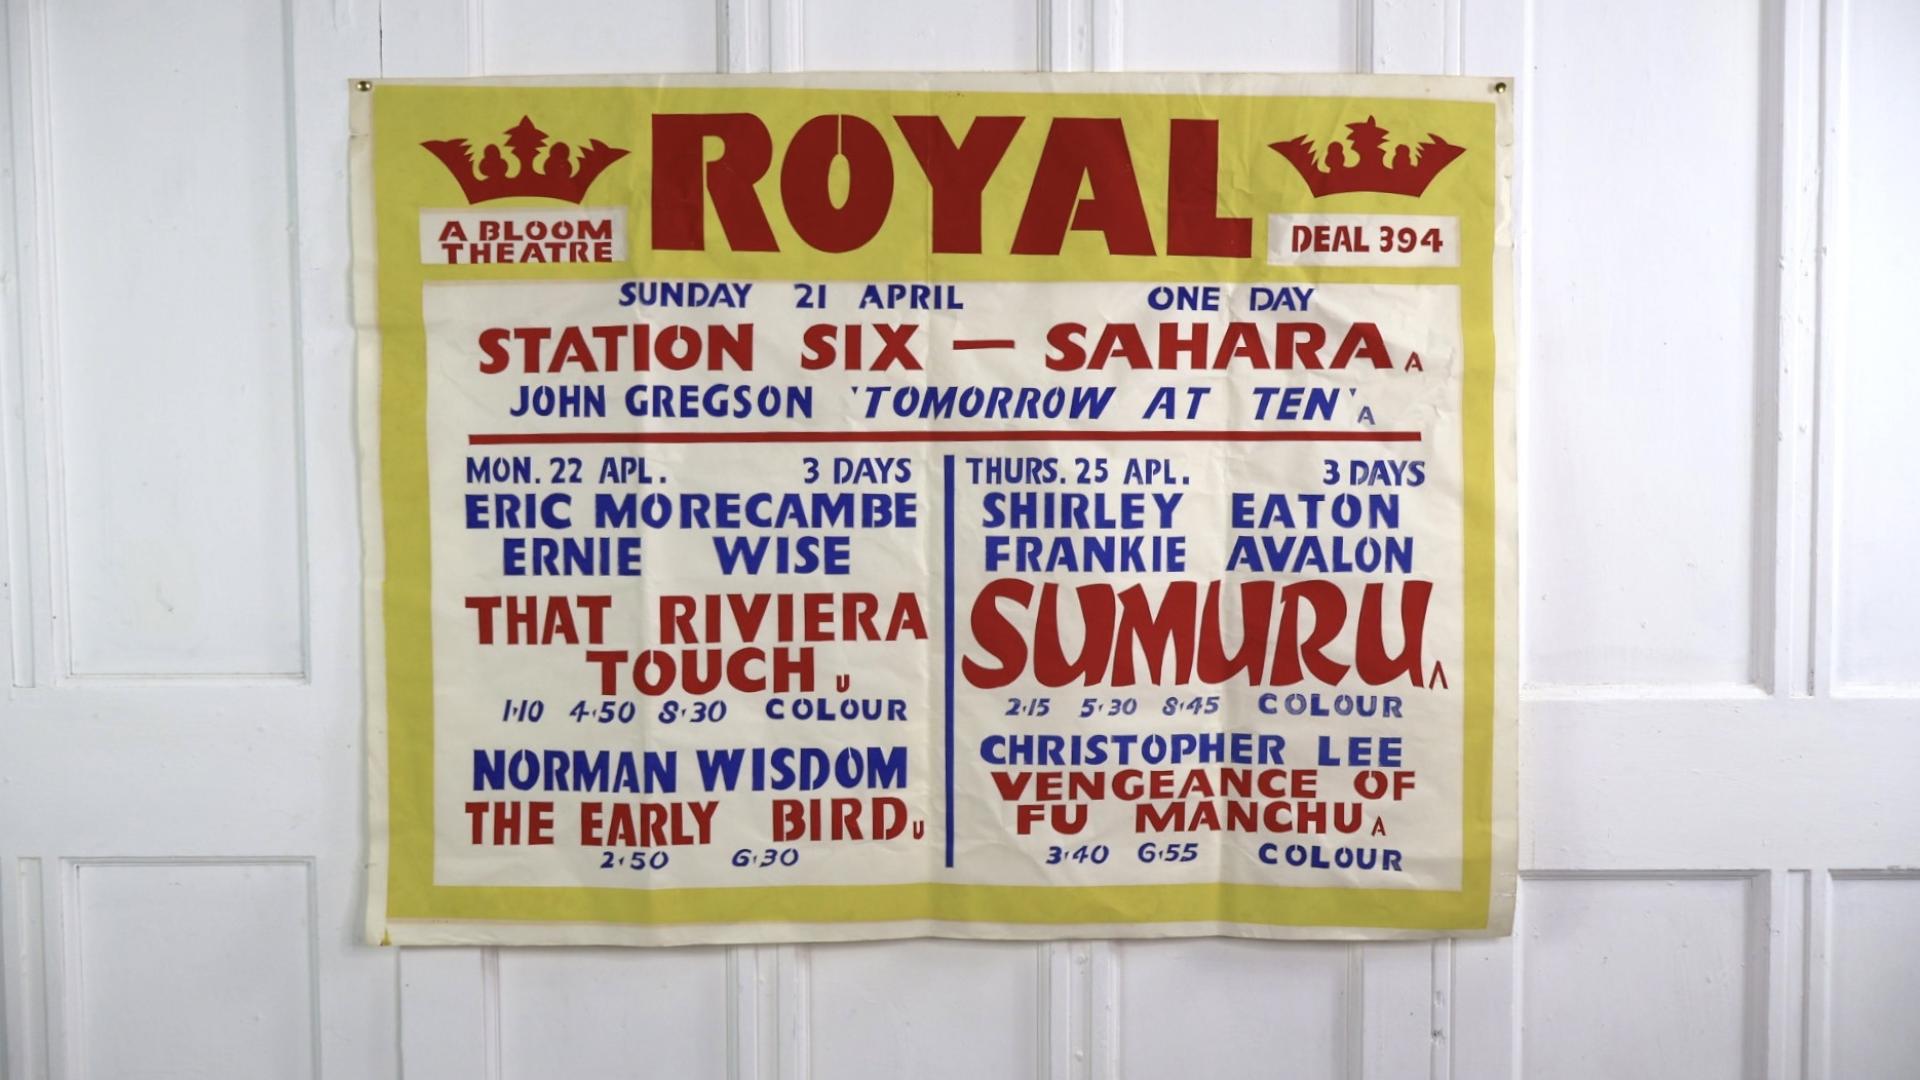 ROYAL
A BLOOM
THEATRE
DEAL 394
SUNDAY 21 APRIL ONE DAY
STATION SIX — SAHARA A
JOHN GREGSON 'TOMORROW AT TEN' A
MON. 22 APL. 3 DAYS
ERIC MORECAMBE
ERNIE WISE
THAT RIVIERA
TOUCH U
1·10 4·50 8·30 COLOUR
NORMAN WISDOM
THE EARLY BIRD U
2·50 6·30
THURS. 25 APL. 3 DAYS
SHIRLEY EATON
FRANKIE AVALON
SUMURU A
2·15 5·30 8·45 COLOUR
CHRISTOPHER LEE
VENGEANCE OF
FU MANCHU A
3·40 6·55 COLOUR